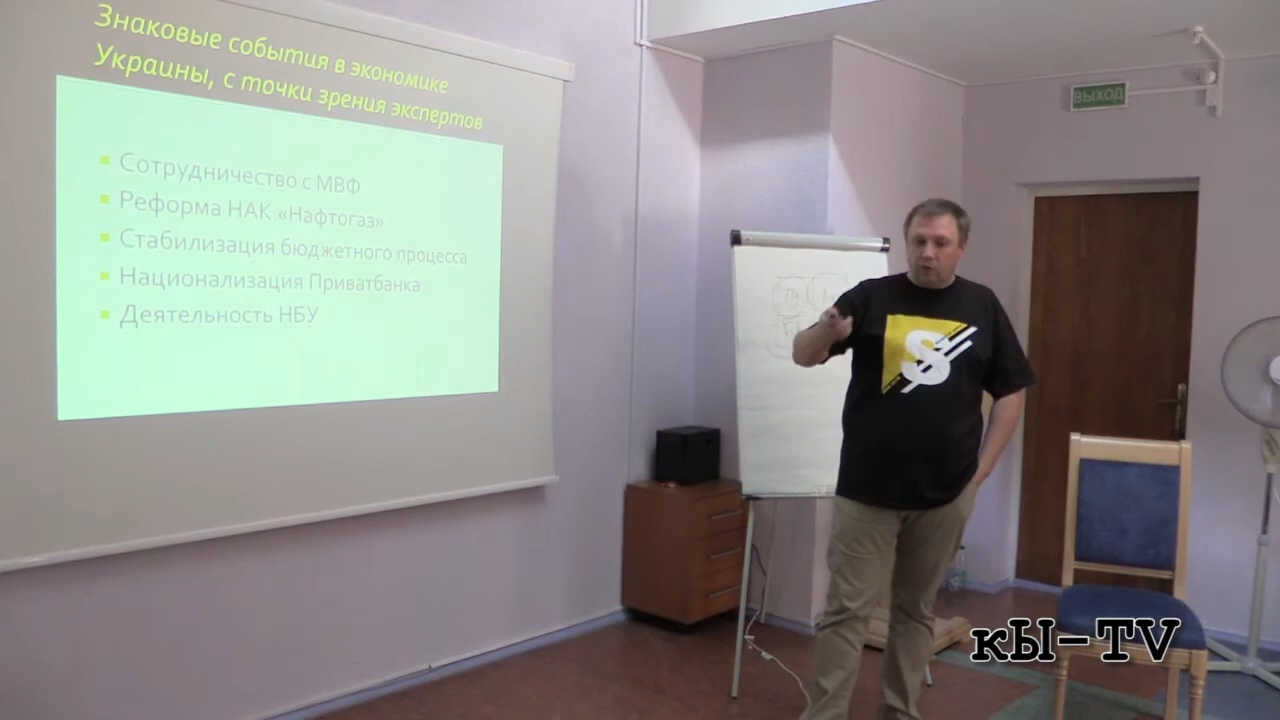 Знаковые события в экономике
Украины, с точки зрения экспертов
Сотрудничество с МВФ
Реформа НАК «Нафтогаз»
Стабилизация бюджетного процесса
Национализация Приватбанка
Деятельность НБУ
ВЫХОД
S
кЫ-TV